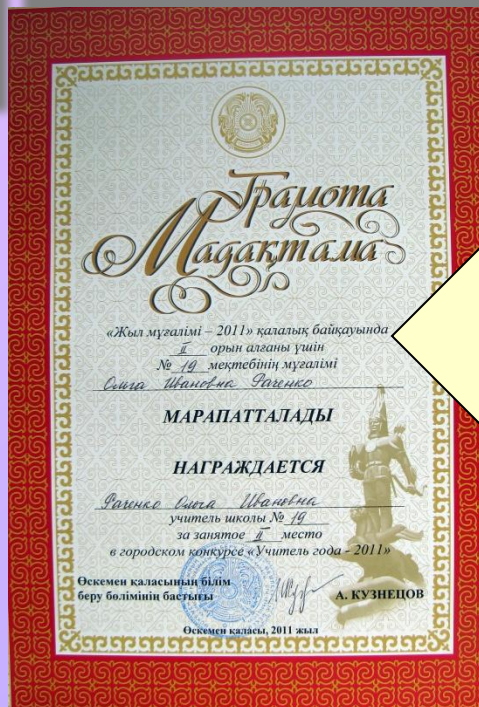 Грамота
Мадақтама
«Жыл мұғалімі – 2011» қалалық байқауында
II орын алғаны үшін
№ 19 мектебінің мұғалімі
Ольга Ивановна Раченко
МАРАПАТТАЛАДЫ
НАГРАЖДАЕТСЯ
Раченко Ольга Ивановна
учитель школы № 19
за занятое II место
в городском конкурсе «Учитель года - 2011»
Өскемен қаласының білім
беру бөлімінің бастығы
А. КУЗНЕЦОВ
Өскемен қаласы, 2011 жыл